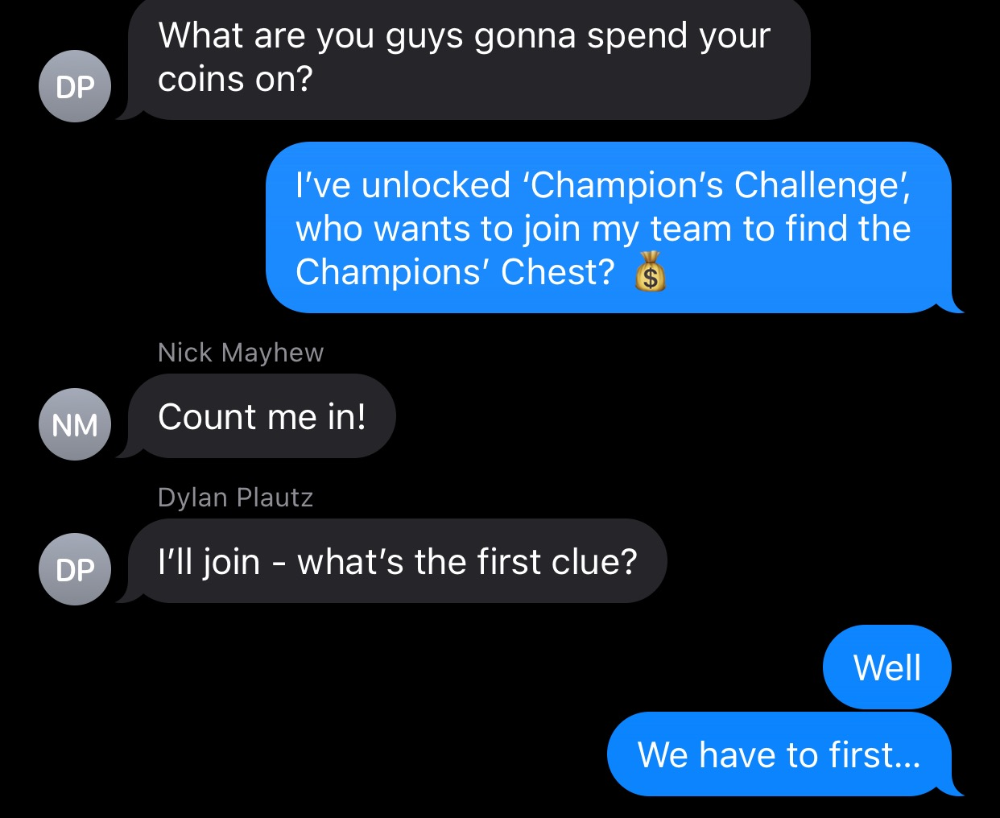 What are you guys gonna spend your
coins on?
DP
I’ve unlocked ‘Champion’s Challenge’,
who wants to join my team to find the
Champions’ Chest? 💰
Nick Mayhew
NM
Count me in!
Dylan Plautz
DP
I’ll join - what’s the first clue?
Well
We have to first...